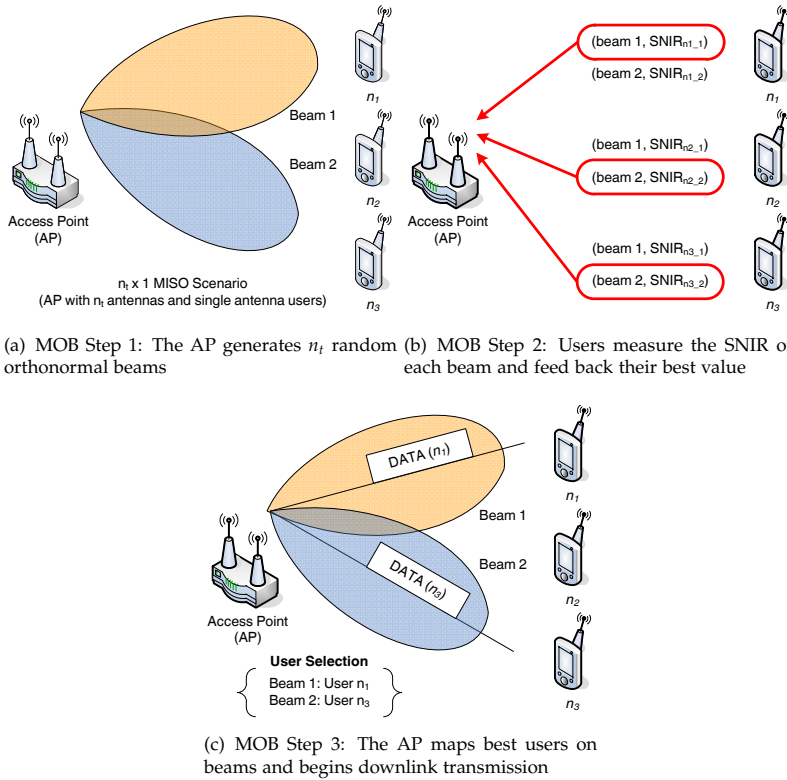 n₁
Beam 1
Beam 2
n₂
Access Point
(AP)
nₜ x 1 MISO Scenario
(AP with nₜ antennas and single antenna users)
n₃
(beam 1, SNIRₙ₁_₁)
(beam 2, SNIRₙ₁_₂)
n₁
(beam 1, SNIRₙ₂_₁)
(beam 2, SNIRₙ₂_₂)
n₂
Access Point
(AP)
(beam 1, SNIRₙ₃_₁)
(beam 2, SNIRₙ₃_₂)
n₃
(a) MOB Step 1: The AP generates nₜ random
orthonormal beams
(b) MOB Step 2: Users measure the SNIR o
each beam and feed back their best value
DATA (n₁)
n₁
Beam 1
Beam 2
DATA (n₃)
n₂
Access Point
(AP)
User Selection
Beam 1: User n₁
Beam 2: User n₃
n₃
(c) MOB Step 3: The AP maps best users on
beams and begins downlink transmission